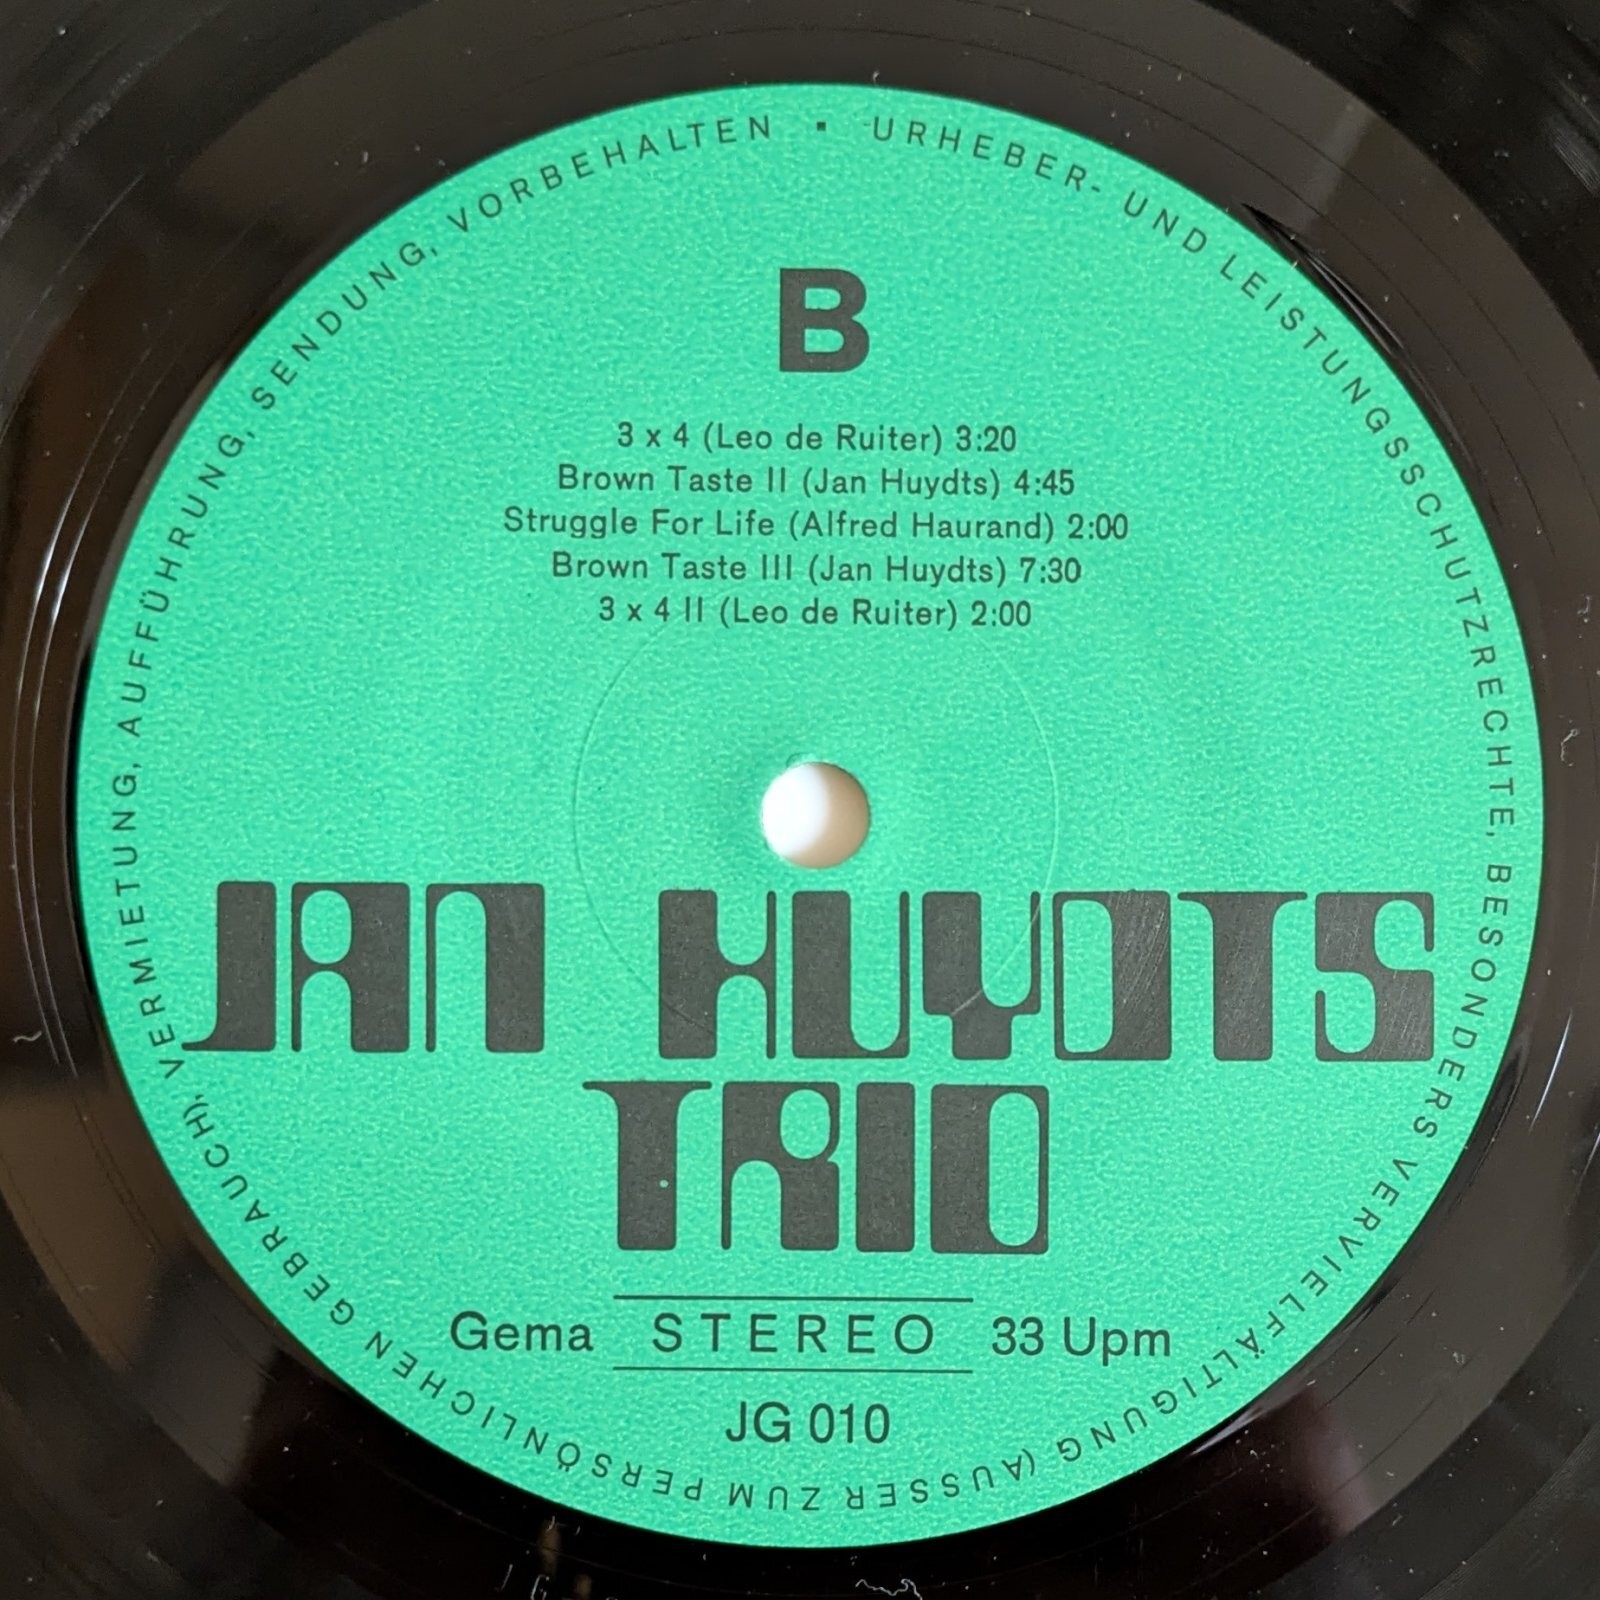 URHEBER- UND LEISTUNGSSCHUTZRECHTE, BESONDERS VERVIELFÄLTIGUNG (AUSSER ZUM PERSÖNLICHEN GEBRAUCH), VERMIETUNG, AUFFÜHRUNG, SENDUNG, VORBEHALTEN ▪
B
3 x 4 (Leo de Ruiter) 3:20
Brown Taste II (Jan Huydts) 4:45
Struggle For Life (Alfred Haurand) 2:00
Brown Taste III (Jan Huydts) 7:30
3 x 4 II (Leo de Ruiter) 2:00
JAN HUYDTS
TRIO
Gema STEREO 33 Upm
JG 010